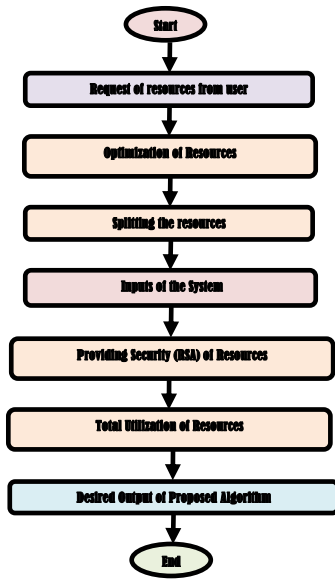 Start
Request of resources from user
Optimization of Resources
Splitting the resources
Inputs of the System
Providing Security (RSA) of Resources
Total Utilization of Resources
Desired Output of Proposed Algorithm
End